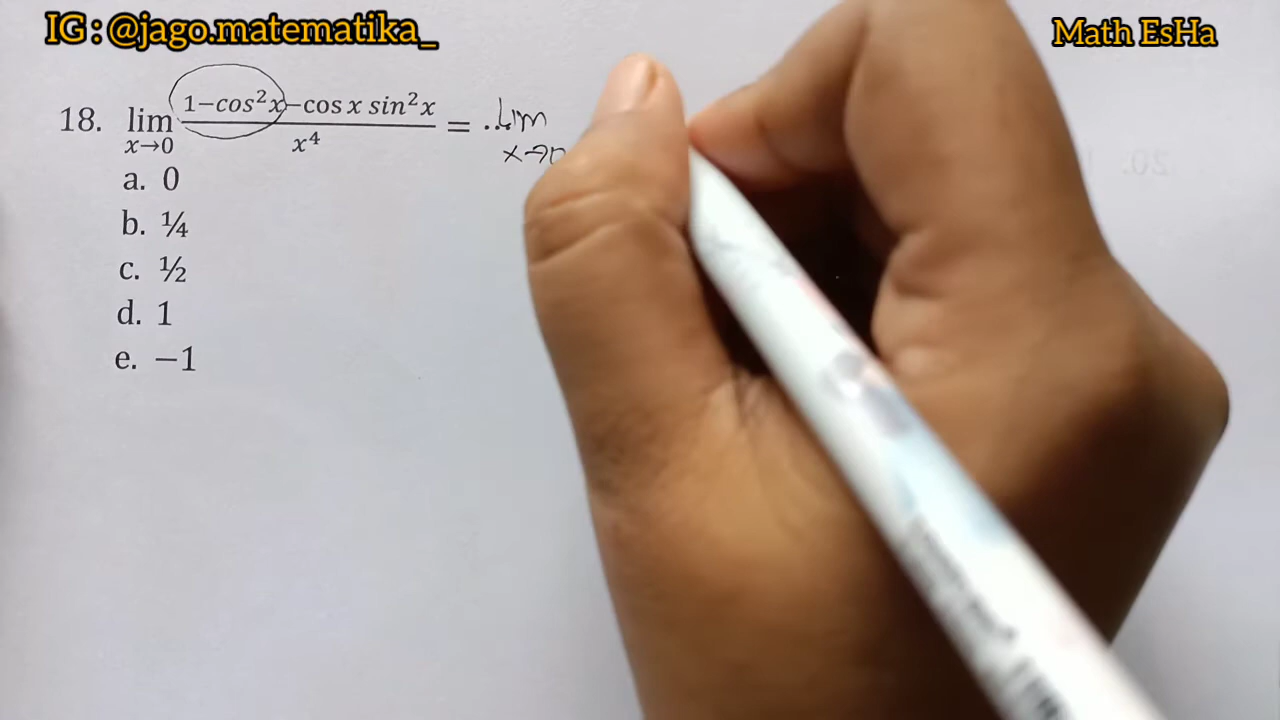 IG : @jago.matematika_
Math EsHa
18. lim x→0 (1−cos²x−cos x sin²x)/x⁴ = .. Lim x→0
a. 0
b. ¼
c. ½
d. 1
e. −1
20.